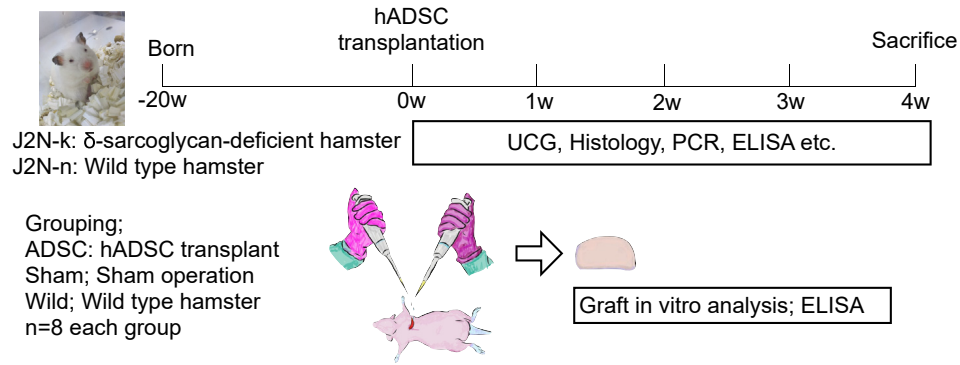 hADSC
transplantation
Born
Sacrifice
-20w
0w
1w
2w
3w
4w
J2N-k: δ-sarcoglycan-deficient hamster
J2N-n: Wild type hamster
UCG, Histology, PCR, ELISA etc.
Grouping;
ADSC: hADSC transplant
Sham; Sham operation
Wild; Wild type hamster
n=8 each group
Graft in vitro analysis; ELISA